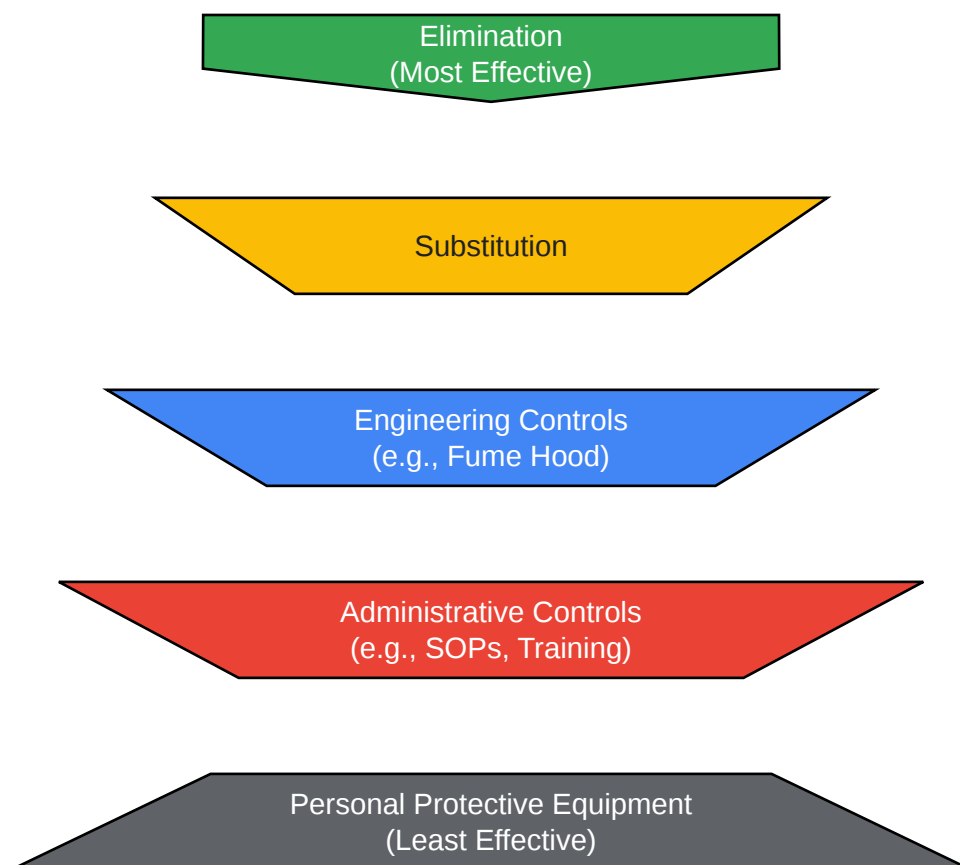 Elimination
(Most Effective)
Substitution
Engineering Controls
(e.g., Fume Hood)
Administrative Controls
(e.g., SOPs, Training)
Personal Protective Equipment
(Least Effective)